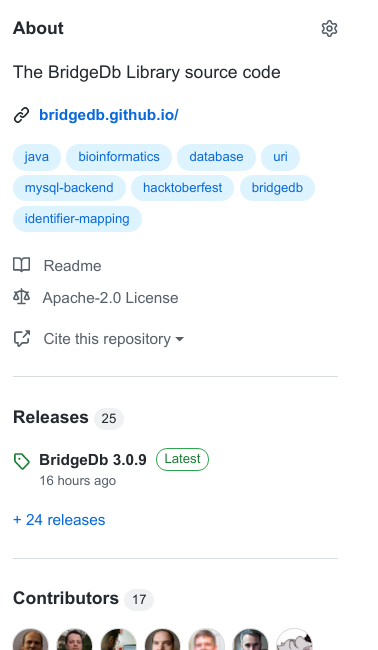 About
The BridgeDb Library source code
bridgedb.github.io/
java bioinformatics database uri
mysql-backend hacktoberfest bridgedb
identifier-mapping
Readme
Apache-2.0 License
Cite this repository
Releases 25
BridgeDb 3.0.9 Latest
16 hours ago
+ 24 releases
Contributors 17